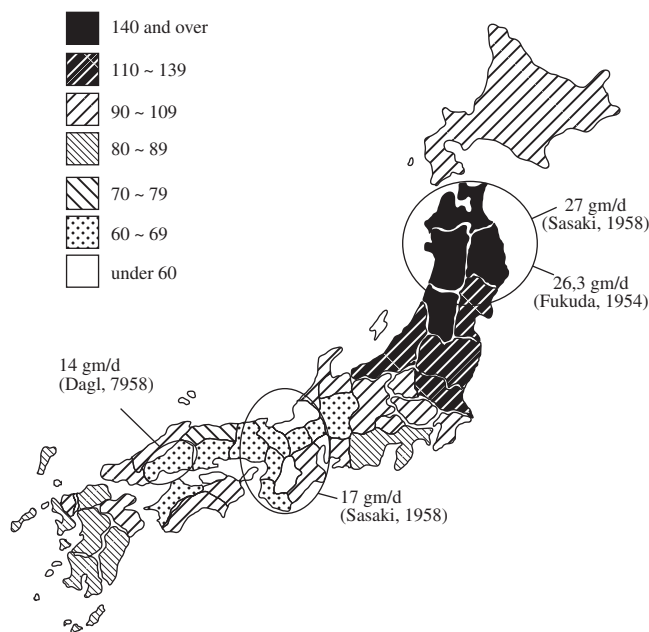 140 and over
110 ~ 139
90 ~ 109
80 ~ 89
70 ~ 79
60 ~ 69
under 60
27 gm/d
(Sasaki, 1958)
26,3 gm/d
(Fukuda, 1954)
14 gm/d
(Dagl, 7958)
17 gm/d
(Sasaki, 1958)